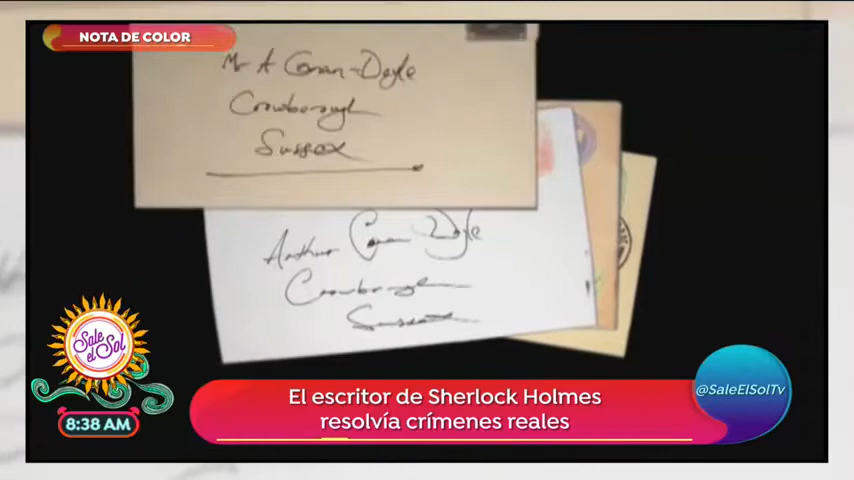 NOTA DE COLOR
Mr A Conan-Doyle
Crowborough
Sussex
Arthur Conan Doyle
Crowborough
Sussex
Sale
el Sol
8:38 AM
El escritor de Sherlock Holmes
resolvía crímenes reales
@SaleElSolTv